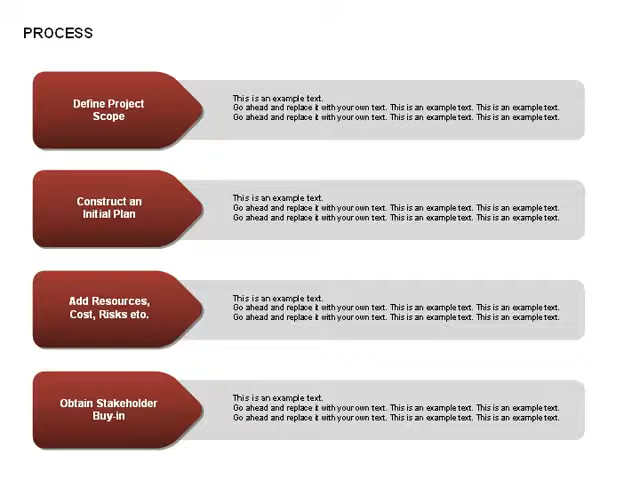 PROCESS
Define Project
Scope
This is an example text.
Go ahead and replace it with your own text. This is an example text. This is an example text.
Go ahead and replace it with your own text. This is an example text. This is an example text.
Construct an
Initial Plan
This is an example text.
Go ahead and replace it with your own text. This is an example text. This is an example text.
Go ahead and replace it with your own text. This is an example text. This is an example text.
Add Resources,
Cost, Risks etc.
This is an example text.
Go ahead and replace it with your own text. This is an example text. This is an example text.
Go ahead and replace it with your own text. This is an example text. This is an example text.
Obtain Stakeholder
Buy-in
This is an example text.
Go ahead and replace it with your own text. This is an example text. This is an example text.
Go ahead and replace it with your own text. This is an example text. This is an example text.